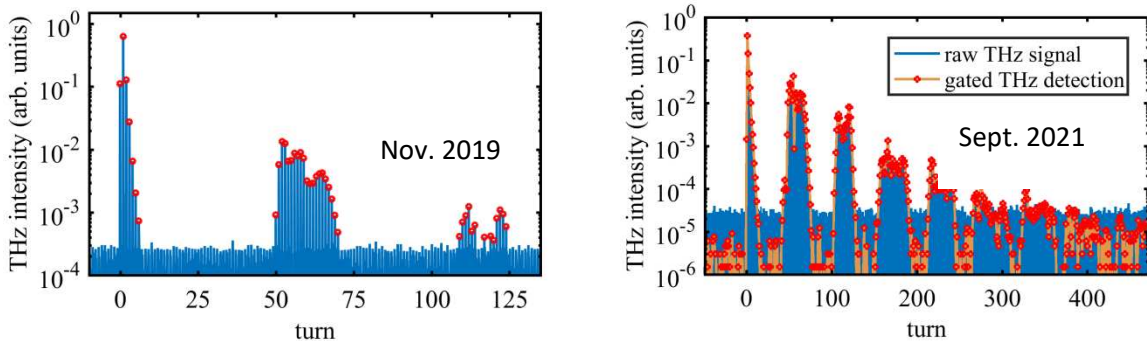 THz intensity (arb. units)
10^0
10^-1
10^-2
10^-3
10^-4
Nov. 2019
0 25 50 75 100 125
turn
THz intensity (arb. units)
10^0
10^-1
10^-2
10^-3
10^-4
10^-5
10^-6
raw THz signal
gated THz detection
Sept. 2021
0 100 200 300 400
turn